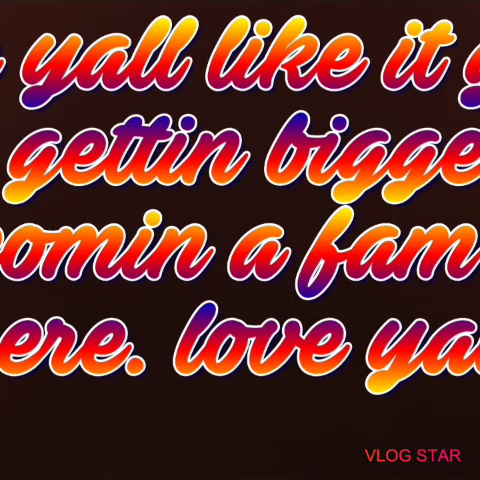 yall like it
gettin bigge
omin a fam
ere. love ya
VLOG STAR